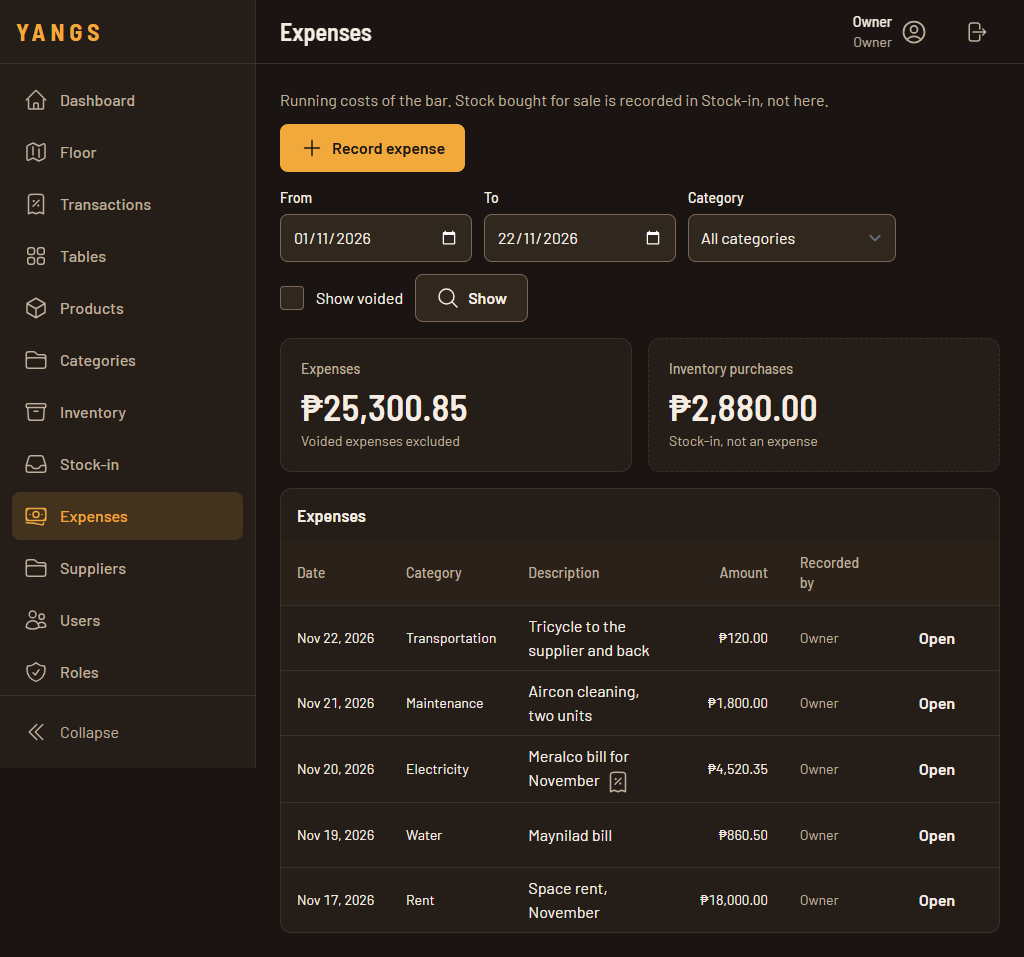 YANGS
Expenses
Owner
Owner
Dashboard
Floor
Transactions
Tables
Products
Categories
Inventory
Stock-in
Expenses
Suppliers
Users
Roles
Collapse
Running costs of the bar. Stock bought for sale is recorded in Stock-in, not here.
Record expense
From To Category
01/11/2026 22/11/2026 All categories
Show voided Show
Expenses
₱25,300.85
Voided expenses excluded
Inventory purchases
₱2,880.00
Stock-in, not an expense
Expenses
Date Category Description Amount Recorded by
Nov 22, 2026 Transportation Tricycle to the supplier and back ₱120.00 Owner Open
Nov 21, 2026 Maintenance Aircon cleaning, two units ₱1,800.00 Owner Open
Nov 20, 2026 Electricity Meralco bill for November ₱4,520.35 Owner Open
Nov 19, 2026 Water Maynilad bill ₱860.50 Owner Open
Nov 17, 2026 Rent Space rent, November ₱18,000.00 Owner Open